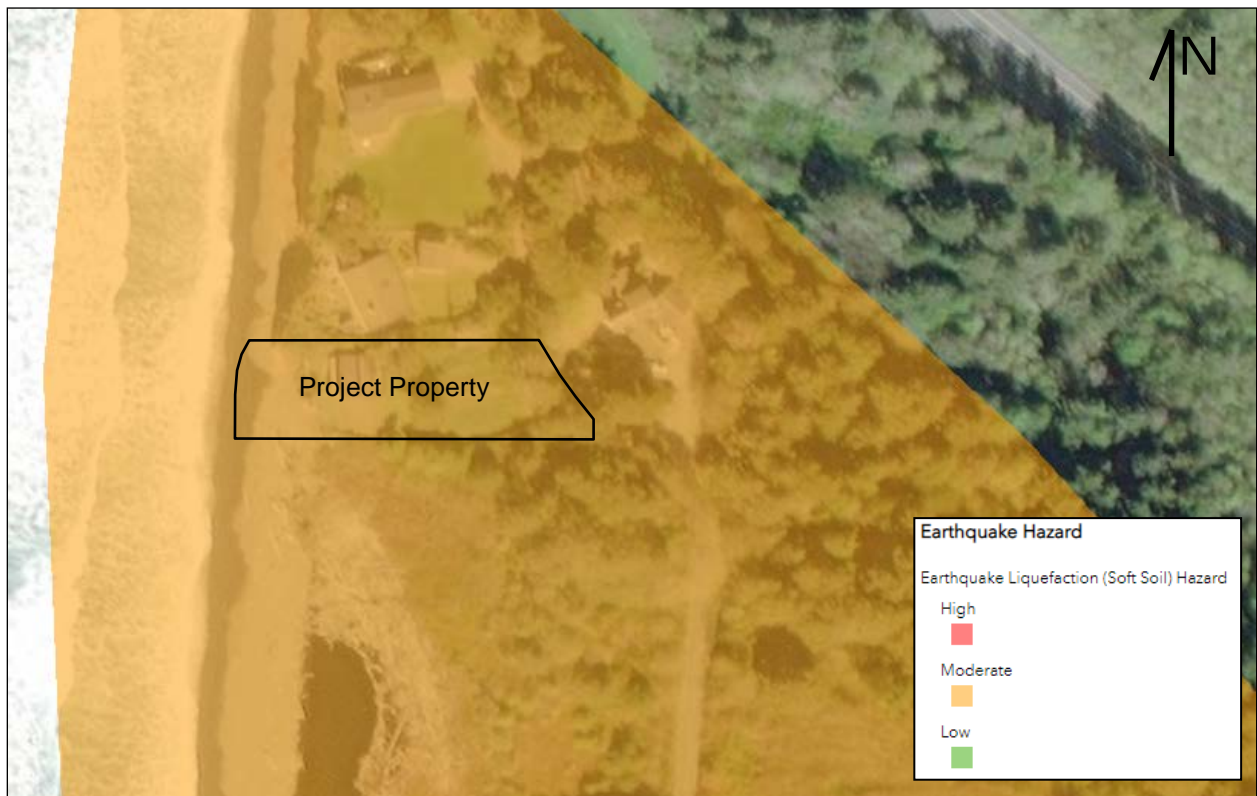 N
Project Property
Earthquake Hazard
Earthquake Liquefaction (Soft Soil) Hazard
High
Moderate
Low